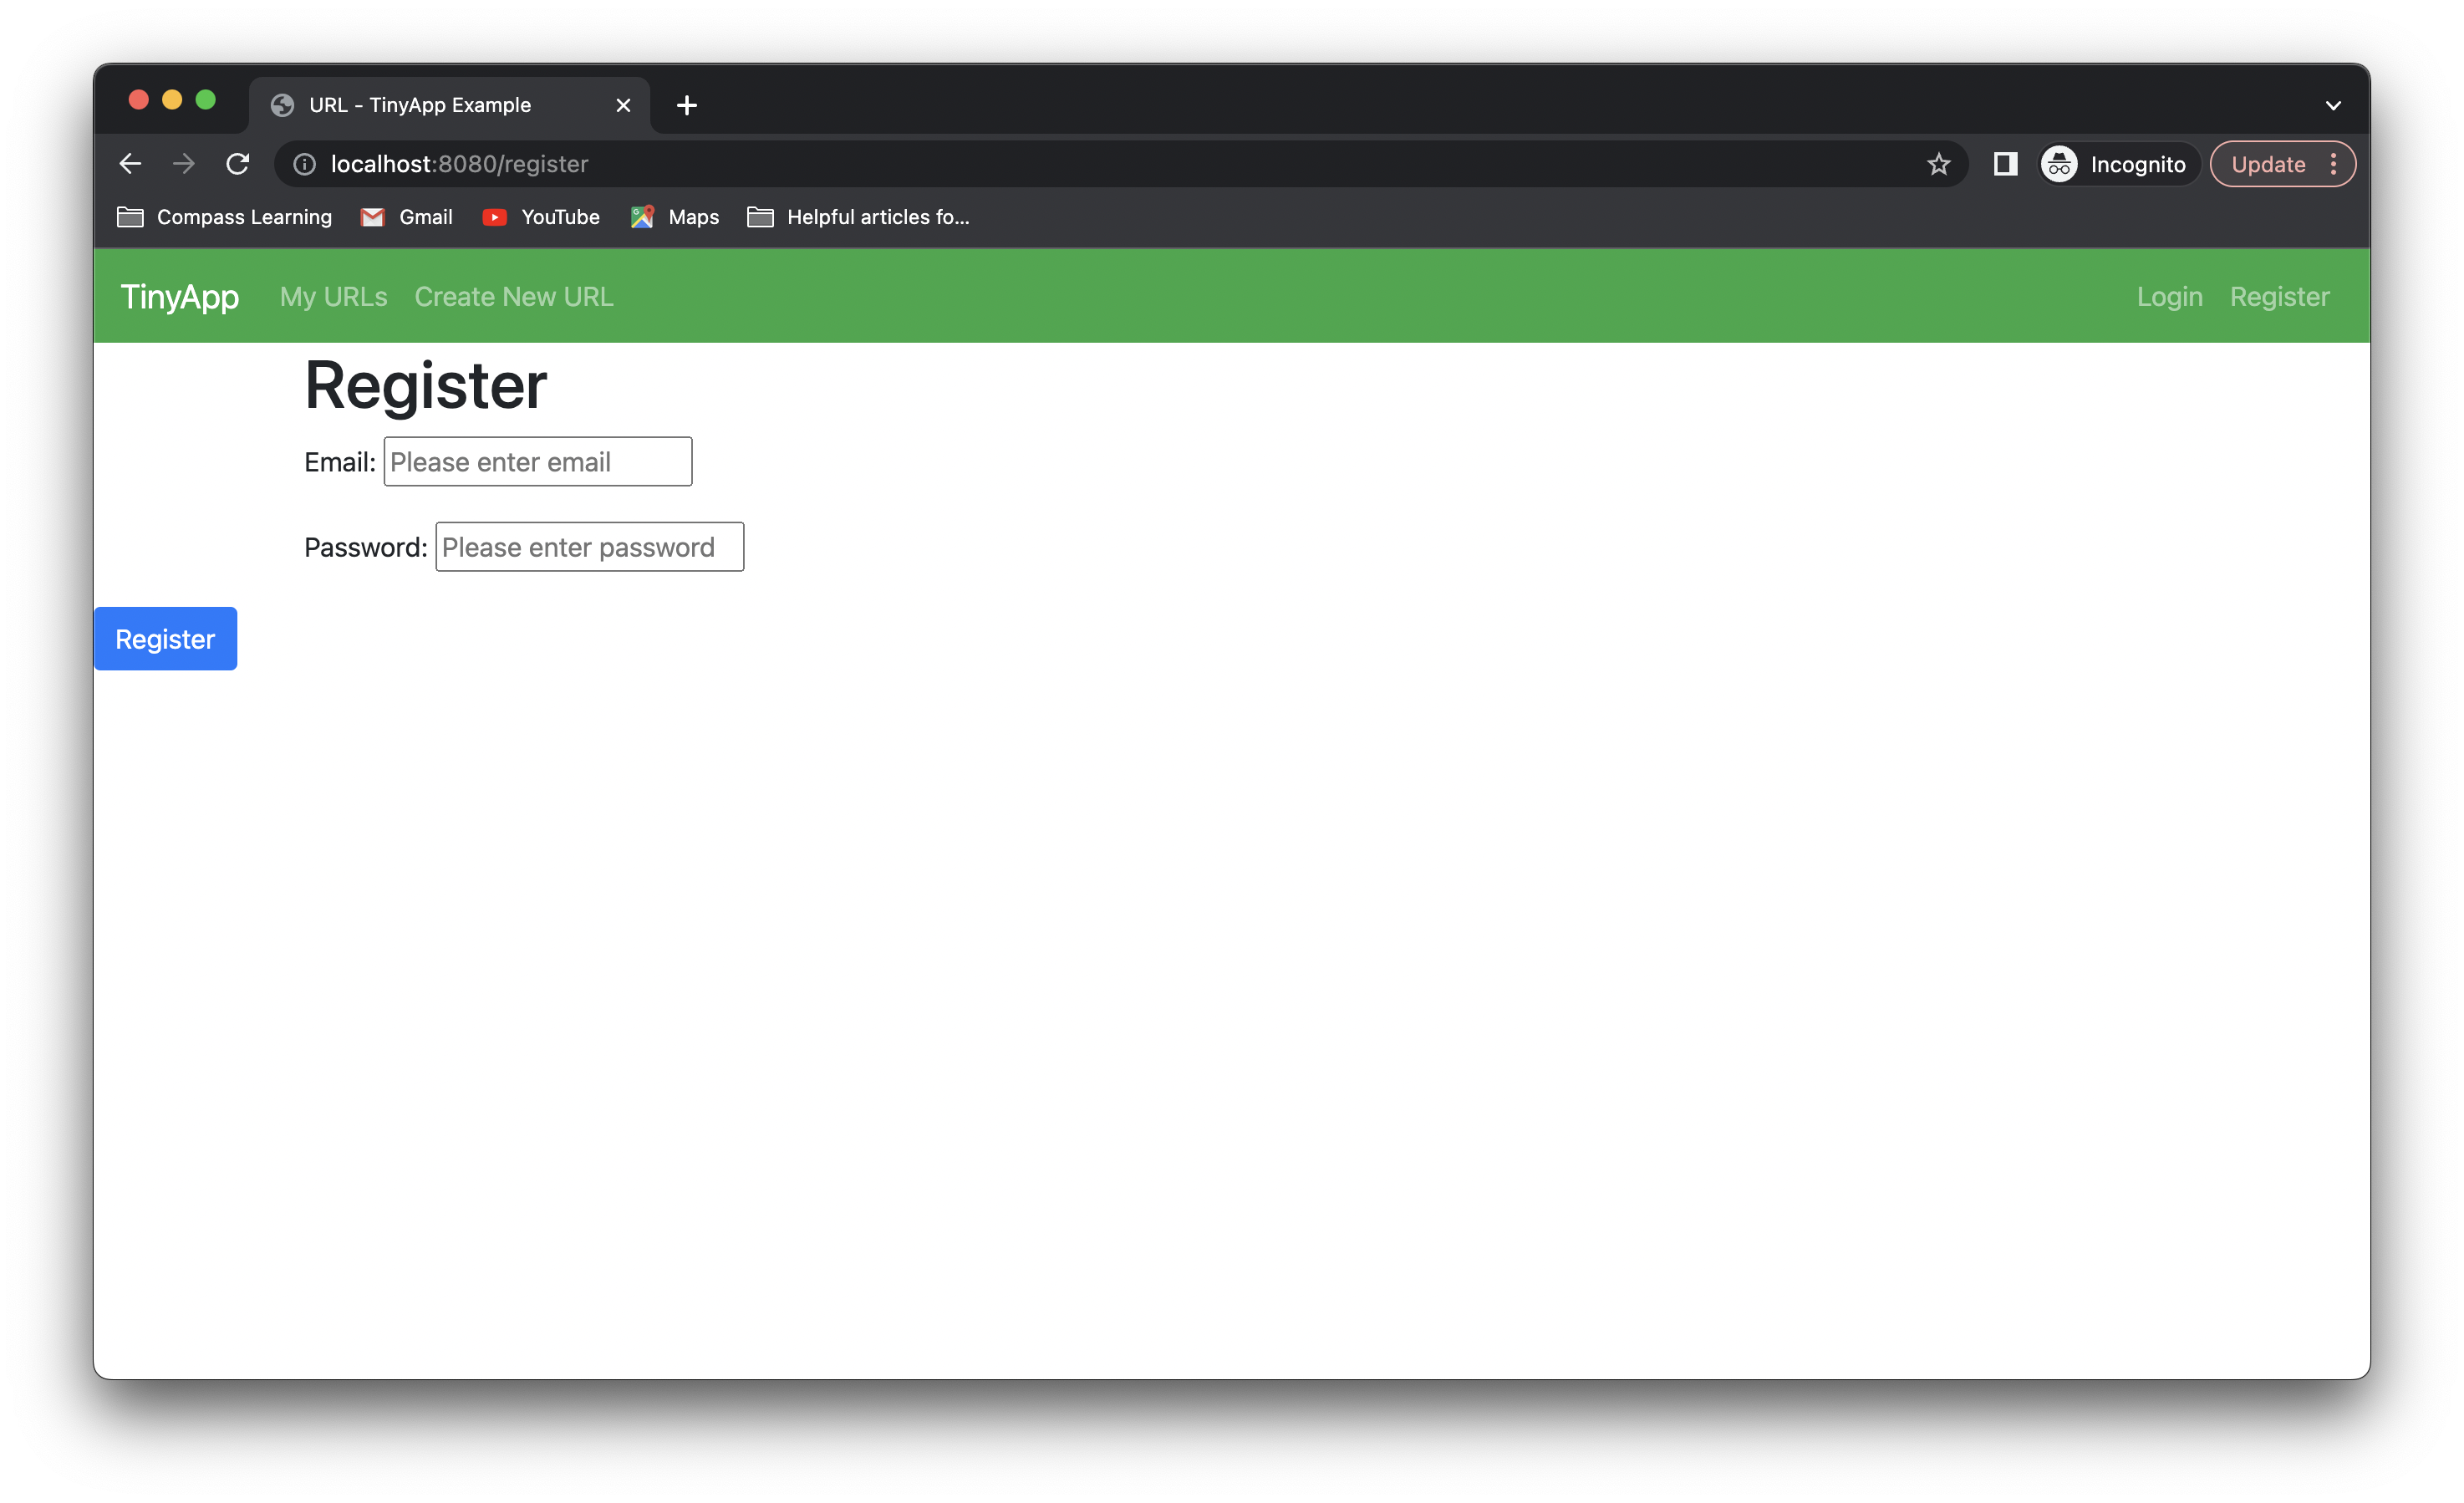 URL - TinyApp Example
localhost:8080/register
Incognito
Update
Compass Learning Gmail YouTube Maps Helpful articles fo...
TinyApp My URLs Create New URL Login Register
Register
Email: Please enter email
Password: Please enter password
Register